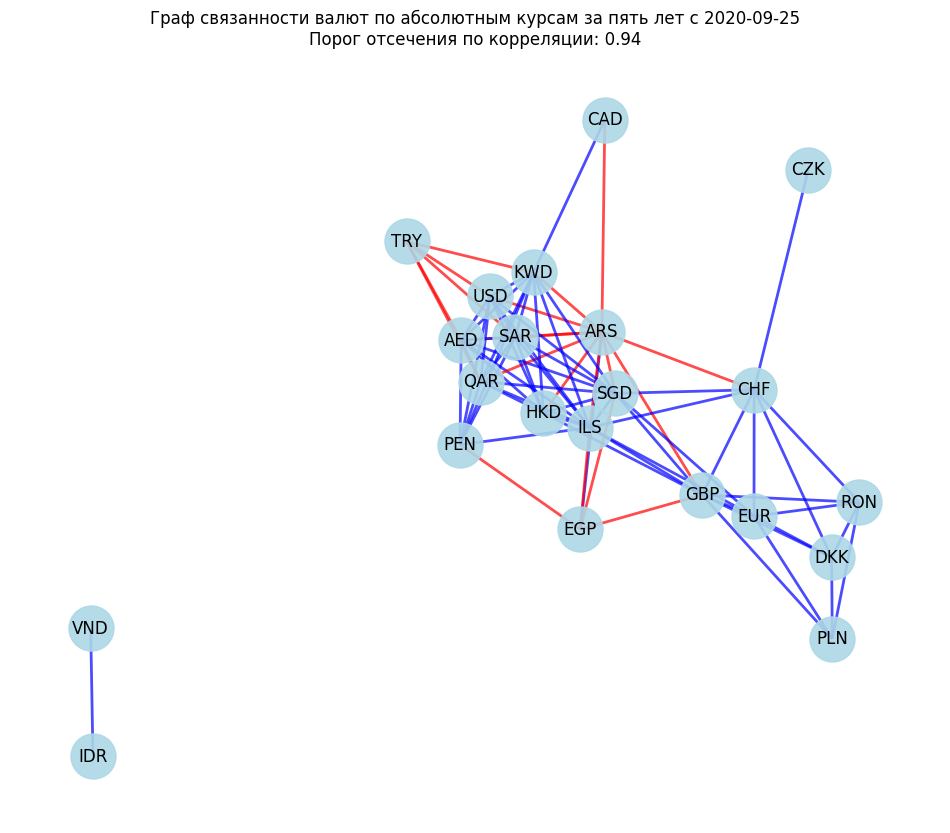 Граф связанности валют по абсолютным курсам за пять лет с 2020-09-25
Порог отсечения по корреляции: 0.94
CAD
CZK
TRY
KWD
USD
ARS
SAR
AED
QAR
CHF
SGD
HKD
ILS
PEN
GBP
RON
EUR
EGP
DKK
VND
PLN
IDR